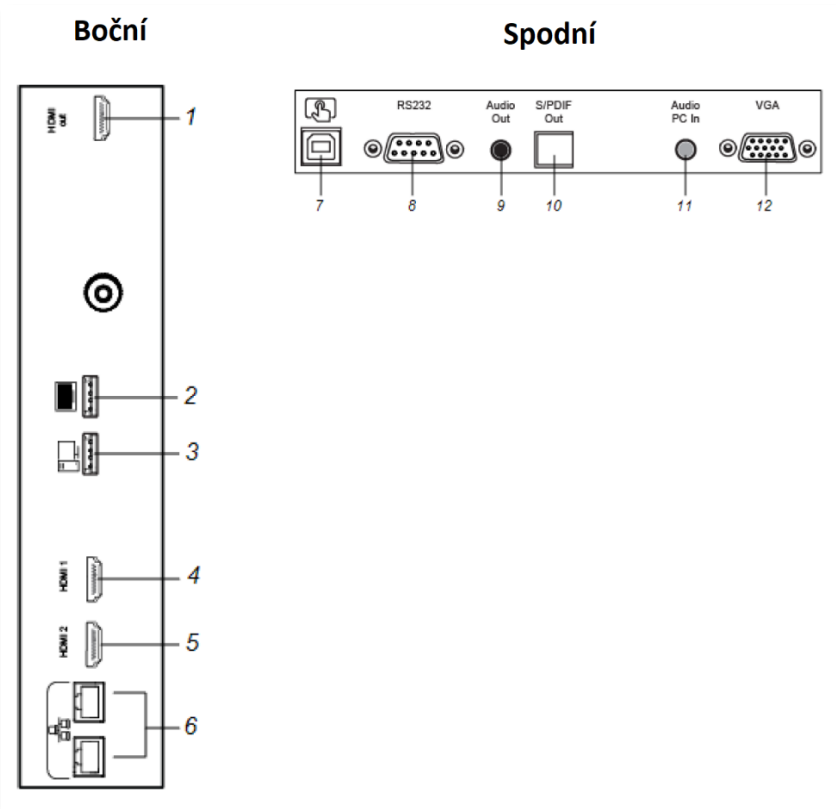 Boční
Spodní
HDMI
out
1
2
3
HDMI 1
4
HDMI 2
5
6
RS232
Audio
Out
S/PDIF
Out
Audio
PC In
VGA
7
8
9
10
11
12